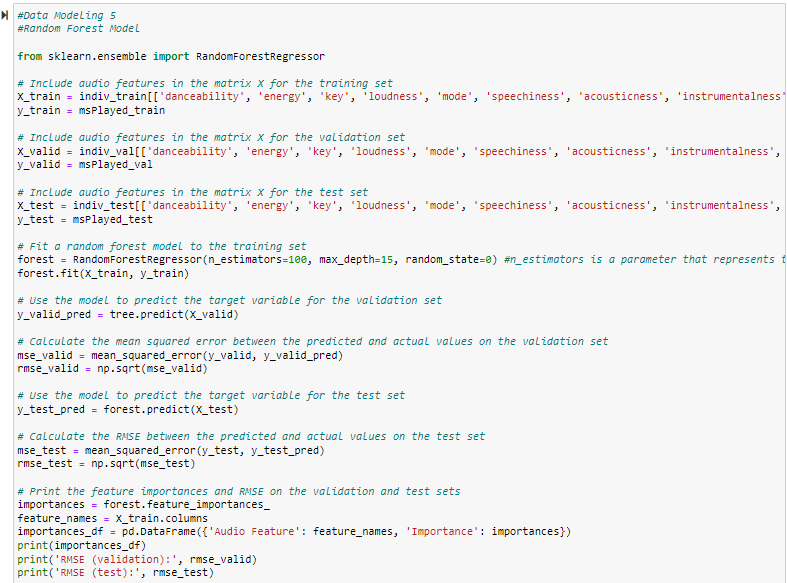 #Data Modeling 5
#Random Forest Model
from sklearn.ensemble import RandomForestRegressor
# Include audio features in the matrix X for the training set
X_train = indiv_train[['danceability', 'energy', 'key', 'loudness', 'mode', 'speechiness', 'acousticness', 'instrumentalness'
y_train = msPlayed_train
# Include audio features in the matrix X for the validation set
X_valid = indiv_val[['danceability', 'energy', 'key', 'loudness', 'mode', 'speechiness', 'acousticness', 'instrumentalness',
y_valid = msPlayed_val
# Include audio features in the matrix X for the test set
X_test = indiv_test[['danceability', 'energy', 'key', 'loudness', 'mode', 'speechiness', 'acousticness', 'instrumentalness',
y_test = msPlayed_test
# Fit a random forest model to the training set
forest = RandomForestRegressor(n_estimators=100, max_depth=15, random_state=0) #n_estimators is a parameter that represents t
forest.fit(X_train, y_train)
# Use the model to predict the target variable for the validation set
y_valid_pred = tree.predict(X_valid)
# Calculate the mean squared error between the predicted and actual values on the validation set
mse_valid = mean_squared_error(y_valid, y_valid_pred)
rmse_valid = np.sqrt(mse_valid)
# Use the model to predict the target variable for the test set
y_test_pred = forest.predict(X_test)
# Calculate the RMSE between the predicted and actual values on the test set
mse_test = mean_squared_error(y_test, y_test_pred)
rmse_test = np.sqrt(mse_test)
# Print the feature importances and RMSE on the validation and test sets
importances = forest.feature_importances_
feature_names = X_train.columns
importances_df = pd.DataFrame({'Audio Feature': feature_names, 'Importance': importances})
print(importances_df)
print('RMSE (validation):', rmse_valid)
print('RMSE (test):', rmse_test)